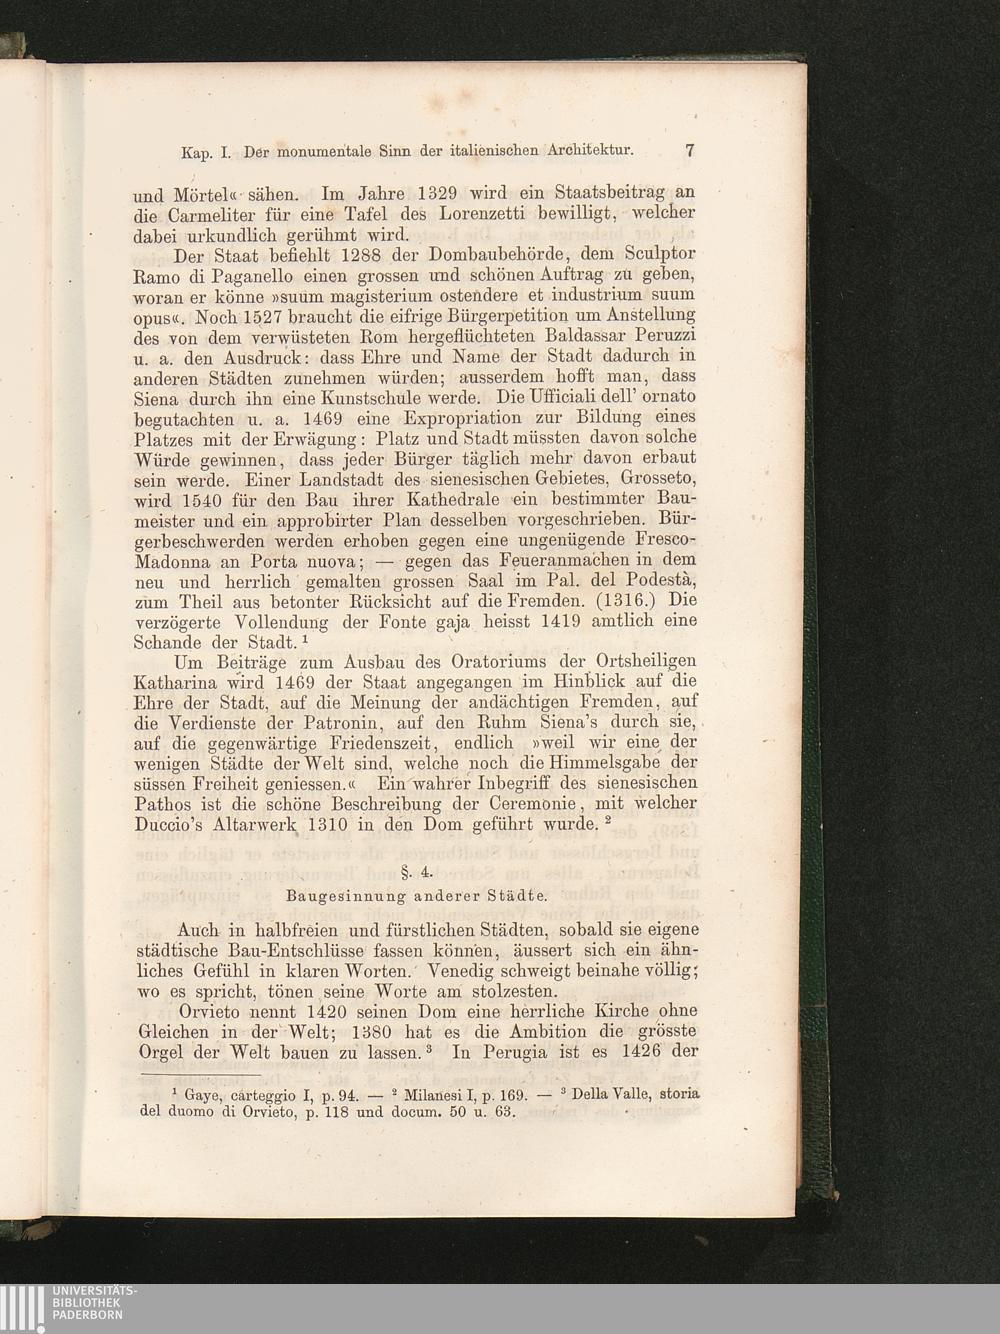 Kap. I. Der monumentale Sinn der italienischen Architektur. 7
und Mörtel« sähen. Im Jahre 1329 wird ein Staatsbeitrag an
die Carmeliter für eine Tafel des Lorenzetti bewilligt, welcher
dabei urkundlich gerühmt wird.
Der Staat befiehlt 1288 der Dombaubehörde, dem Sculptor
Ramo di Paganello einen grossen und schönen Auftrag zu geben,
woran er könne »suum magisterium ostendere et industrium suum
opus«. Noch 1527 braucht die eifrige Bürgerpetition um Anstellung
des von dem verwüsteten Rom hergeflüchteten Baldassar Peruzzi
u. a. den Ausdruck: dass Ehre und Name der Stadt dadurch in
anderen Städten zunehmen würden; ausserdem hofft man, dass
Siena durch ihn eine Kunstschule werde. Die Ufficiali dell' ornato
begutachten u. a. 1469 eine Expropriation zur Bildung eines
Platzes mit der Erwägung: Platz und Stadt müssten davon solche
Würde gewinnen, dass jeder Bürger täglich mehr davon erbaut
sein werde. Einer Landstadt des sienesischen Gebietes, Grosseto,
wird 1540 für den Bau ihrer Kathedrale ein bestimmter Bau-
meister und ein approbirter Plan desselben vorgeschrieben. Bür-
gerbeschwerden werden erhoben gegen eine ungenügende Fresco-
Madonna an Porta nuova; — gegen das Feueranmachen in dem
neu und herrlich gemalten grossen Saal im Pal. del Podestà,
zum Theil aus betonter Rücksicht auf die Fremden. (1316.) Die
verzögerte Vollendung der Fonte gaja heisst 1419 amtlich eine
Schande der Stadt. ¹
Um Beiträge zum Ausbau des Oratoriums der Ortsheiligen
Katharina wird 1469 der Staat angegangen im Hinblick auf die
Ehre der Stadt, auf die Meinung der andächtigen Fremden, auf
die Verdienste der Patronin, auf den Ruhm Siena's durch sie,
auf die gegenwärtige Friedenszeit, endlich »weil wir eine der
wenigen Städte der Welt sind, welche noch die Himmelsgabe der
süssen Freiheit geniessen.« Ein wahrer Inbegriff des sienesischen
Pathos ist die schöne Beschreibung der Ceremonie, mit welcher
Duccio's Altarwerk 1310 in den Dom geführt wurde. ²
§. 4.
Baugesinnung anderer Städte.
Auch in halbfreien und fürstlichen Städten, sobald sie eigene
städtische Bau-Entschlüsse fassen können, äussert sich ein ähn-
liches Gefühl in klaren Worten. Venedig schweigt beinahe völlig;
wo es spricht, tönen seine Worte am stolzesten.
Orvieto nennt 1420 seinen Dom eine herrliche Kirche ohne
Gleichen in der Welt; 1380 hat es die Ambition die grösste
Orgel der Welt bauen zu lassen. ³ In Perugia ist es 1426 der
¹ Gaye, carteggio I, p. 94. — ² Milanesi I, p. 169. — ³ Della Valle, storia
del duomo di Orvieto, p. 118 und docum. 50 u. 63.
UNIVERSITÄTS-
BIBLIOTHEK
PADERBORN